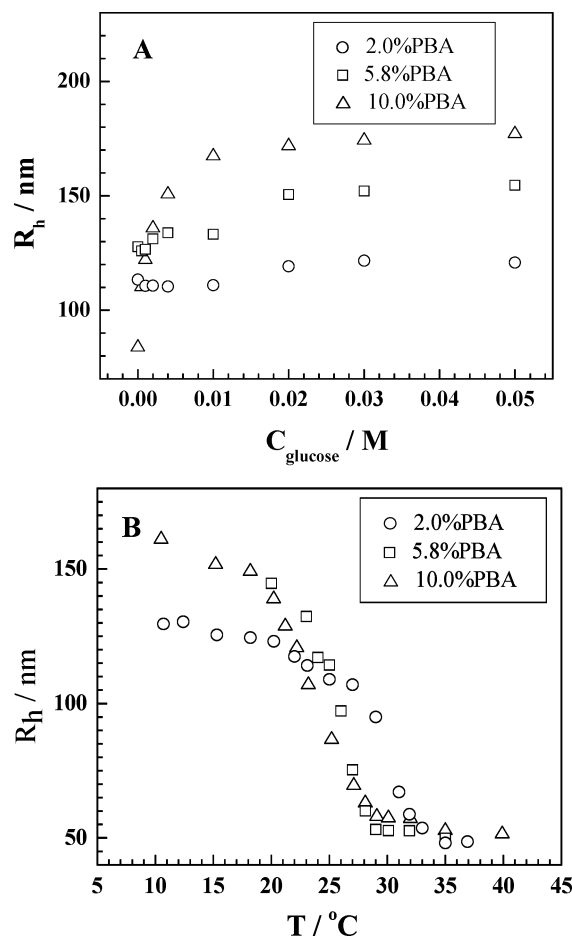 A
2.0%PBA
5.8%PBA
10.0%PBA
200
150
100
R_h / nm
0.00 0.01 0.02 0.03 0.04 0.05
C_glucose / M
B
2.0%PBA
5.8%PBA
10.0%PBA
150
100
50
Rh / nm
5 10 15 20 25 30 35 40 45
T / °C